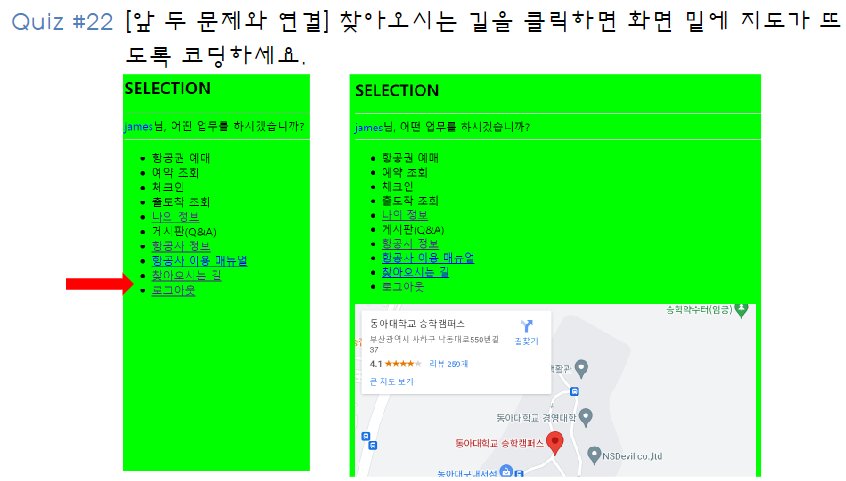 Quiz #22 [앞 두 문제와 연결] 찾아오시는 길을 클릭하면 화면 밑에 지도가 뜨
도록 코딩하세요.
SELECTION
james님, 어떤 업무를 하시겠습니까?
항공권 예매
예약 조회
체크인
출도착 조회
나의 정보
게시판(Q&A)
항공사 정보
항공사 이용 매뉴얼
찾아오시는 길
로그아웃
SELECTION
james님, 어떤 업무를 하시겠습니까?
항공권 예매
예약 조회
체크인
출도착 조회
나의 정보
게시판(Q&A)
항공사 정보
항공사 이용 매뉴얼
찾아오시는 길
로그아웃
승학약수터(임공)
동아대학교 승학캠퍼스
부산광역시 사하구 낙동대로550번길
37
길찾기
4.1 ★★★★★ 리뷰 259개
큰 지도 보기
생활관
동아대학교 경영대학
동아대학교 승학캠퍼스
NSDevil co.,ltd
동아대구내서점